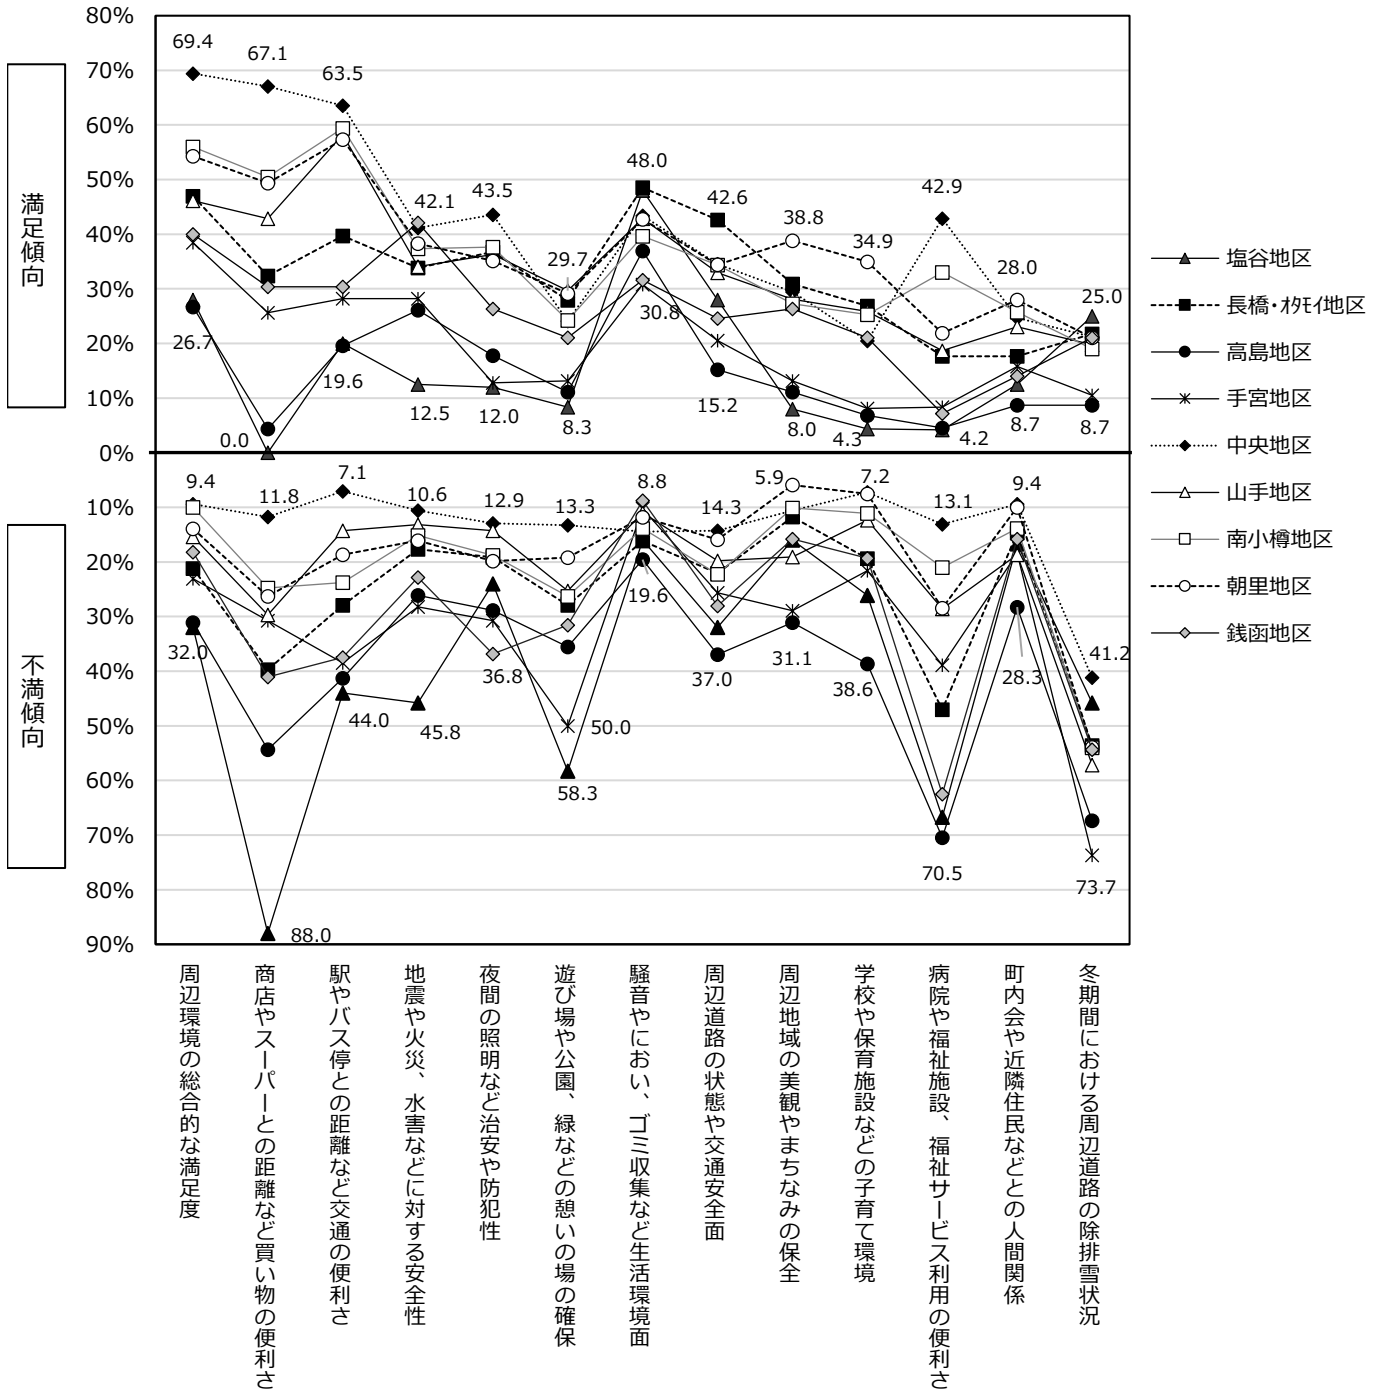 80%
70%
60%
50%
40%
30%
20%
10%
0%
10%
20%
30%
40%
50%
60%
70%
80%
90%
満足傾向
不満傾向
69.4
67.1
63.5
42.1
43.5
29.7
48.0
42.6
38.8
34.9
42.9
28.0
25.0
26.7
0.0
19.6
12.5
12.0
8.3
30.8
15.2
8.0
4.3
4.2
8.7
8.7
9.4
11.8
7.1
10.6
12.9
13.3
8.8
14.3
5.9
7.2
13.1
9.4
41.2
32.0
88.0
44.0
45.8
36.8
58.3
50.0
19.6
37.0
31.1
38.6
70.5
28.3
73.7
周辺環境の総合的な満足度
商店やスーパーとの距離など買い物の便利さ
駅やバス停との距離など交通の便利さ
地震や火災、水害などに対する安全性
夜間の照明など治安や防犯性
遊び場や公園、緑などの憩いの場の確保
騒音やにおい、ゴミ収集など生活環境面
周辺道路の状態や交通安全面
周辺地域の美観やまちなみの保全
学校や保育施設などの子育て環境
病院や福祉施設、福祉サービス利用の便利さ
町内会や近隣住民などとの人間関係
冬期間における周辺道路の除排雪状況
塩谷地区
長橋・ｵﾀﾓｲ地区
高島地区
手宮地区
中央地区
山手地区
南小樽地区
朝里地区
銭函地区